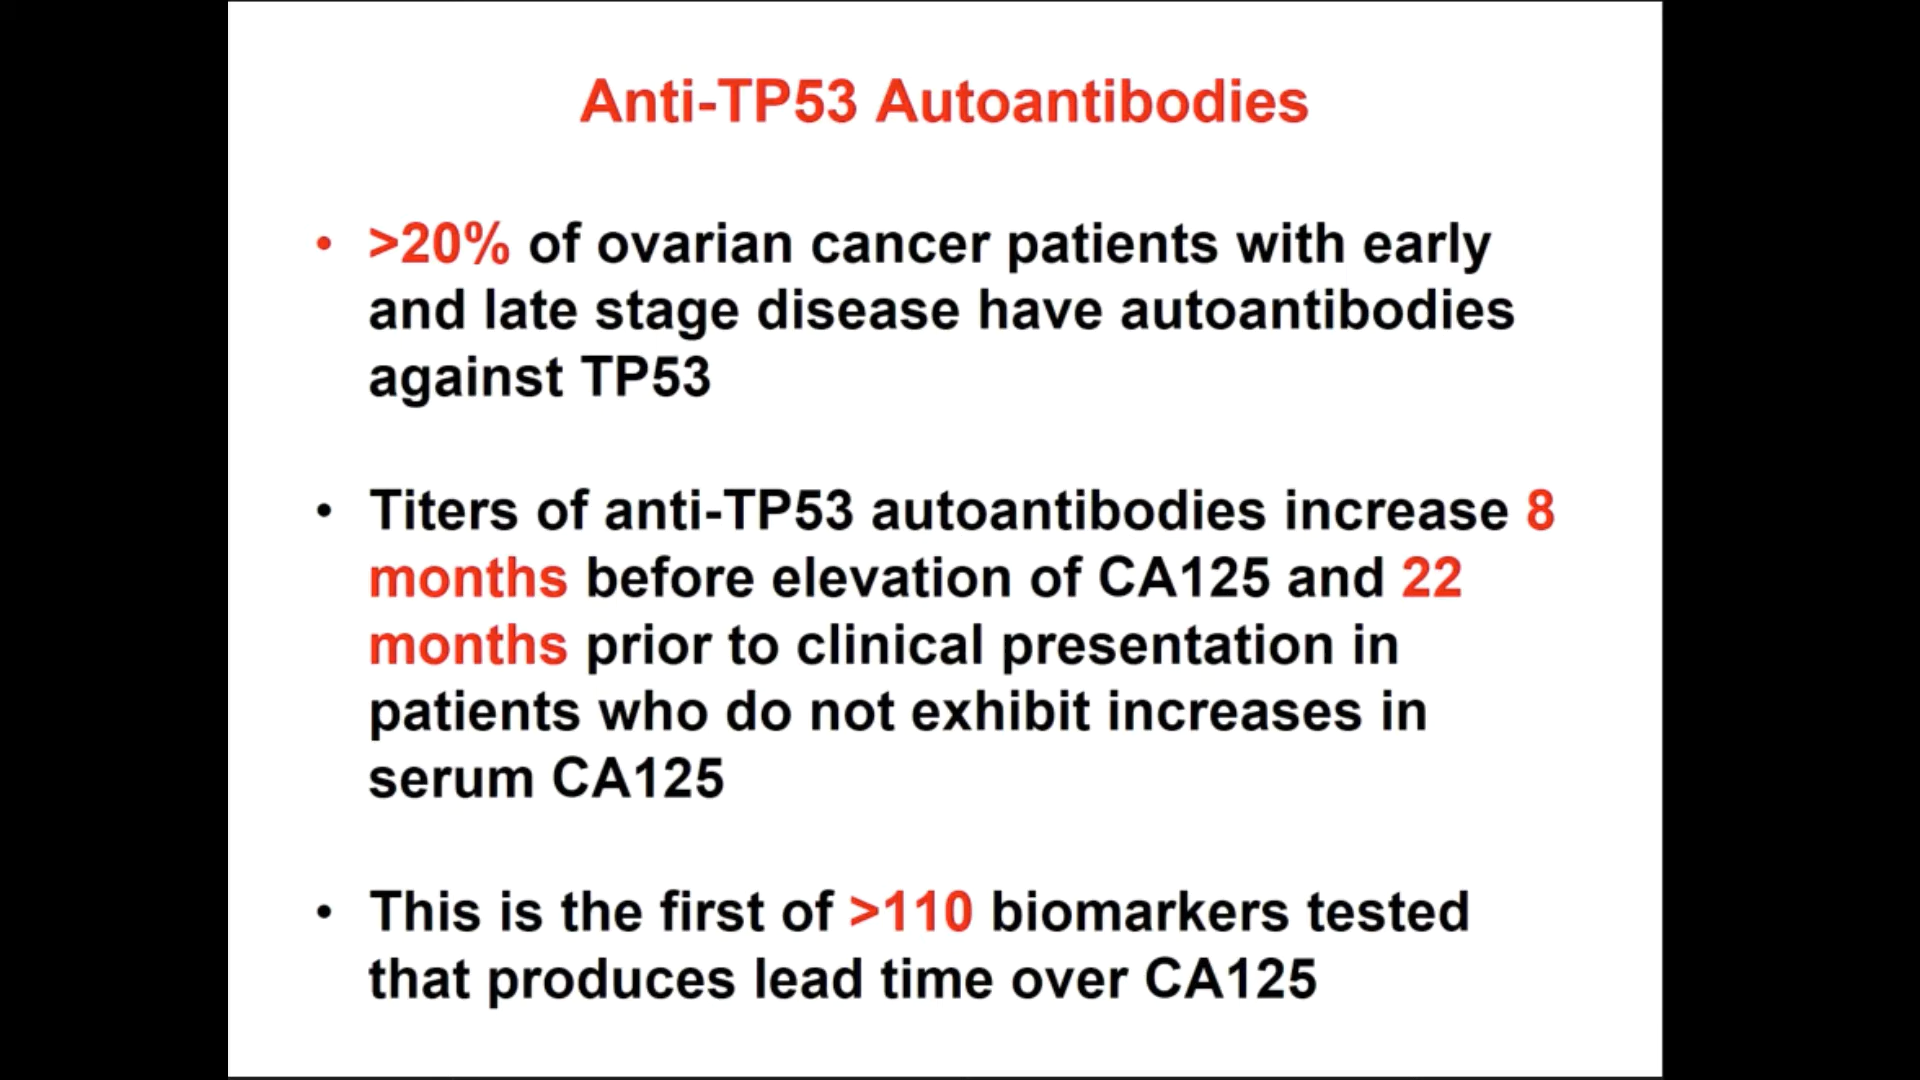 Anti-TP53 Autoantibodies
• >20% of ovarian cancer patients with early
and late stage disease have autoantibodies
against TP53
• Titers of anti-TP53 autoantibodies increase 8
months before elevation of CA125 and 22
months prior to clinical presentation in
patients who do not exhibit increases in
serum CA125
• This is the first of >110 biomarkers tested
that produces lead time over CA125